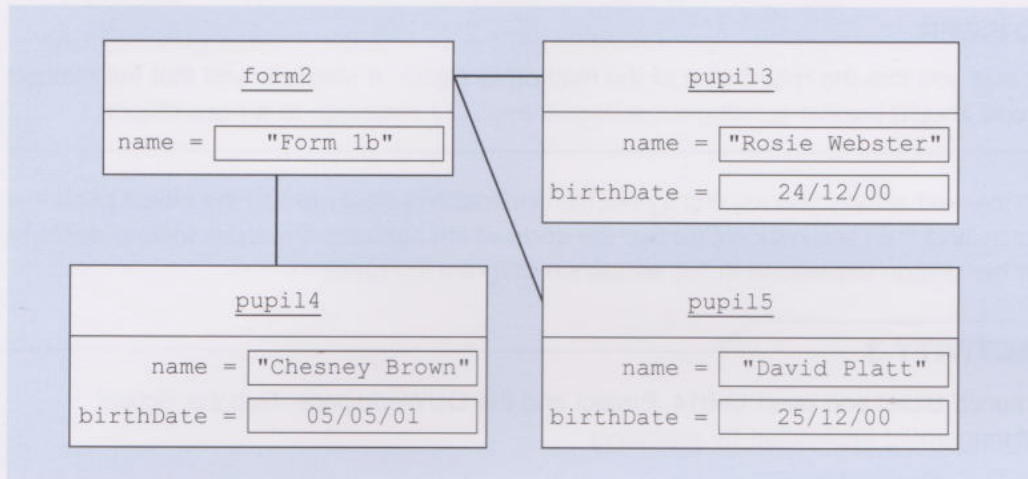 form2
name = "Form 1b"
pupil3
name = "Rosie Webster"
birthDate = 24/12/00
pupil4
name = "Chesney Brown"
birthDate = 05/05/01
pupil5
name = "David Platt"
birthDate = 25/12/00